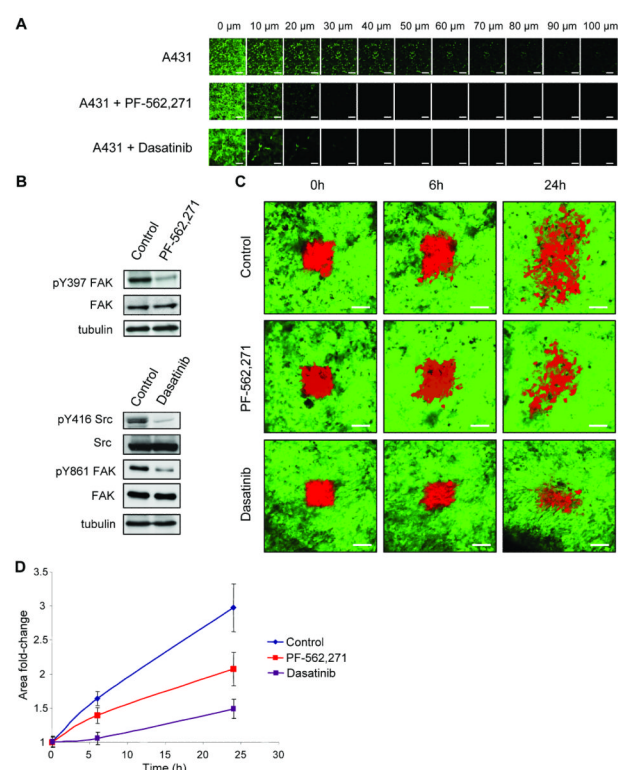 A
0 μm 10 μm 20 μm 30 μm 40 μm 50 μm 60 μm 70 μm 80 μm 90 μm 100 μm
A431
A431 + PF-562,271
A431 + Dasatinib
B
Control
PF-562,271
pY397 FAK
FAK
tubulin
Control
Dasatinib
pY416 Src
Src
pY861 FAK
FAK
tubulin
C
0h 6h 24h
Control
PF-562,271
Dasatinib
D
Area fold-change
3.5
3
2.5
2
1.5
1
0 5 10 15 20 25 30
Time (h)
Control
PF-562,271
Dasatinib